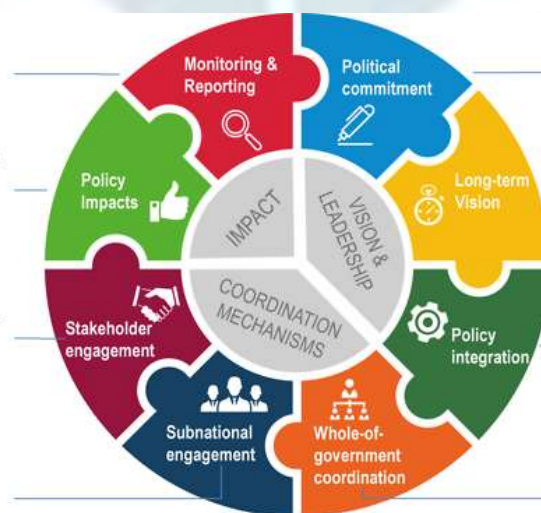 Monitoring &
Reporting
Political
commitment
Long-term
Vision
Policy
integration
Whole-of-
government
coordination
Subnational
engagement
Stakeholder
engagement
Policy
Impacts
IMPACT
VISION &
LEADERSHIP
COORDINATION
MECHANISMS